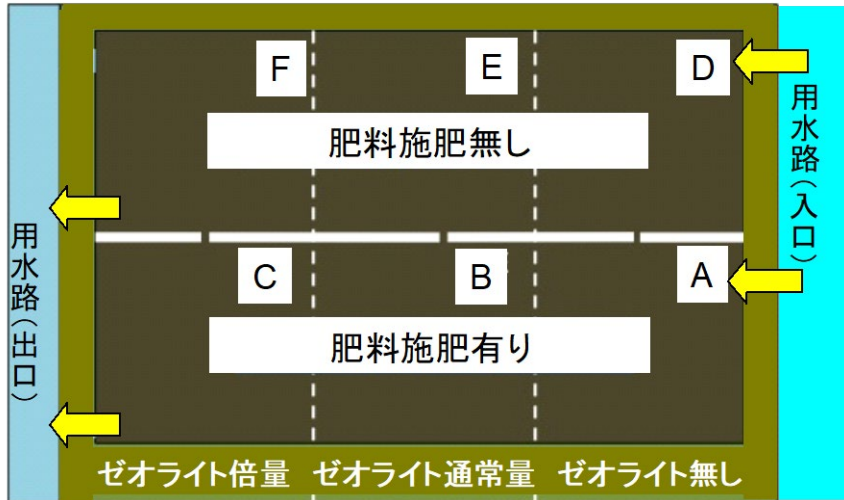 F
E
D
肥料施肥無し
用水路(入口)
用水路(出口)
C
B
A
肥料施肥有り
ゼオライト倍量
ゼオライト通常量
ゼオライト無し